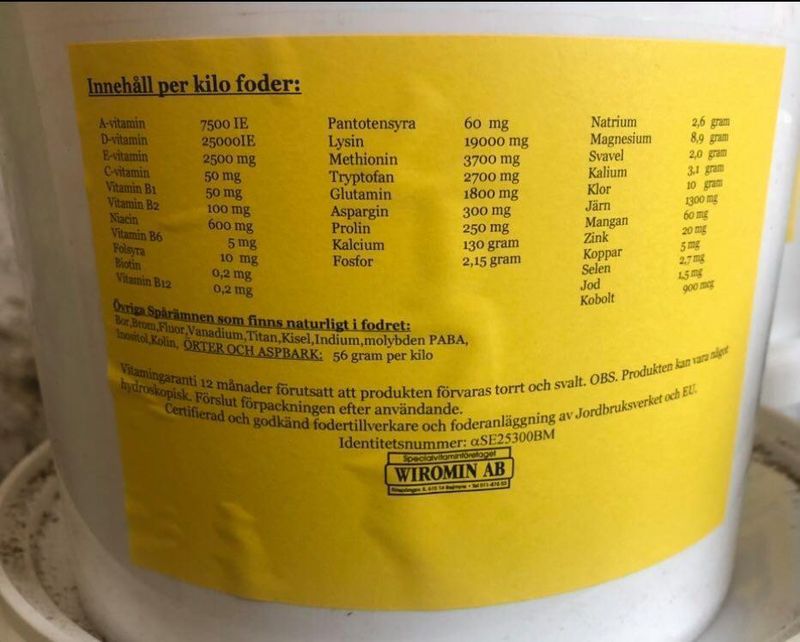 Innehåll per kilo foder:
A-vitamin 7500 IE
D-vitamin 25000IE
E-vitamin 2500 mg
C-vitamin 50 mg
Vitamin B1 50 mg
Vitamin B2 100 mg
Niacin 600 mg
Vitamin B6 5 mg
Folsyra 10 mg
Biotin 0,2 mg
Vitamin B12 0,2 mg
Pantotensyra 60 mg
Lysin 19000 mg
Methionin 3700 mg
Tryptofan 2700 mg
Glutamin 1800 mg
Aspargin 300 mg
Prolin 250 mg
Kalcium 130 gram
Fosfor 2,15 gram
Natrium 2,6 gram
Magnesium 8,9 gram
Svavel 2,0 gram
Kalium 3,1 gram
Klor 10 gram
Järn 1300 mg
Mangan 60 mg
Zink 20 mg
Koppar 5 mg
Selen 2,7 mg
Jod 1,5 mg
Kobolt 900 mcg
Övriga Spårämnen som finns naturligt i fodret:
Bor,Brom,Fluor,Vanadium,Titan,Kisel,Indium,molybden PABA,
Inositol,Kolin, ÖRTER OCH ASPBARK: 56 gram per kilo
Vitamingaranti 12 månader förutsatt att produkten förvaras torrt och svalt. OBS. Produkten kan vara något
hydroskopisk. Förslut förpackningen efter användande.
Certifierad och godkänd fodertillverkare och foderanläggning av Jordbruksverket och EU.
Identitetsnummer: αSE25300BM
Specialvitaminföretaget
WIROMIN AB